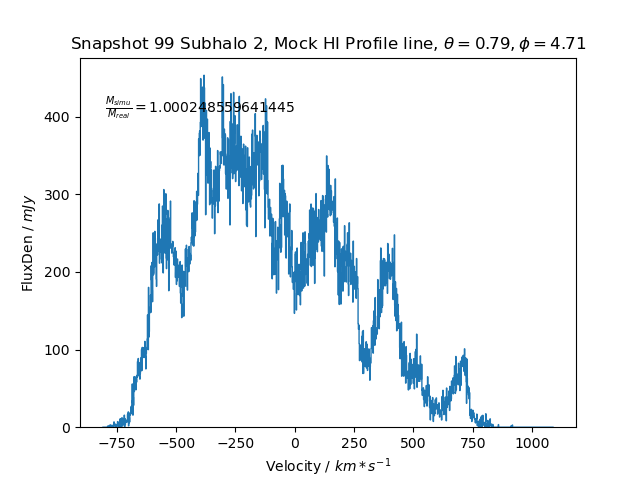 Snapshot 99 Subhalo 2, Mock HI Profile line, θ = 0.79, ϕ = 4.71
M_simu / M_real = 1.000248559641445
FluxDen / mJy
400
300
200
100
0
−750 −500 −250 0 250 500 750 1000
Velocity / km * s⁻¹